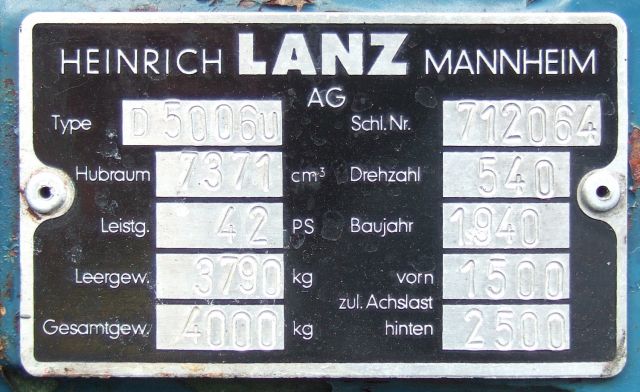 HEINRICH LANZ MANNHEIM
AG
Type D 5006U Schl.Nr. 712064
Hubraum 7371 cm³ Drehzahl 540
Leistg. 42 PS Baujahr 1940
Leergew. 3790 kg vorn 1500
zul. Achslast
Gesamtgew. 4000 kg hinten 2500